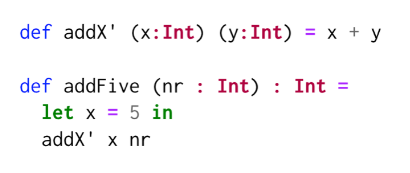 def addX' (x:Int) (y:Int) = x + y
def addFive (nr : Int) : Int =
let x = 5 in
addX' x nr